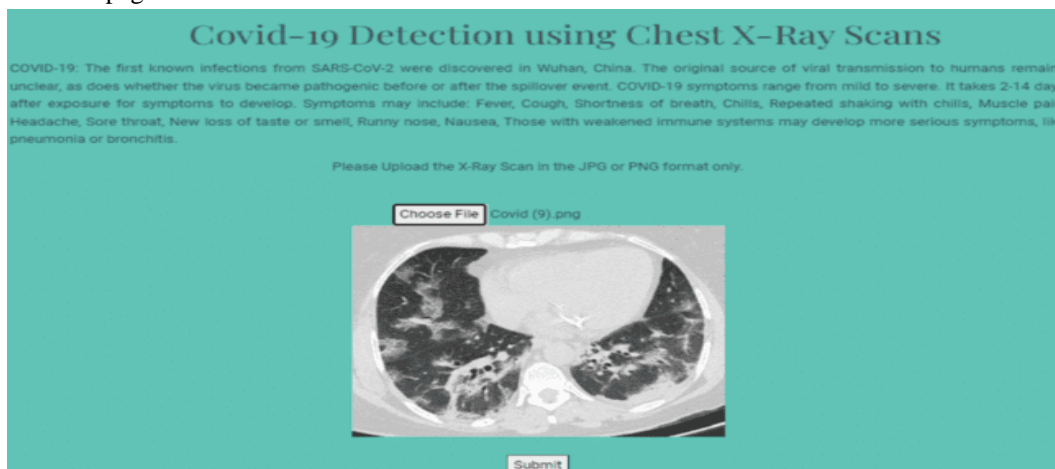 Covid-19 Detection using Chest X-Ray Scans
COVID-19: The first known infections from SARS-CoV-2 were discovered in Wuhan, China. The original source of viral transmission to humans remain
unclear, as does whether the virus became pathogenic before or after the spillover event. COVID-19 symptoms range from mild to severe. It takes 2-14 day
after exposure for symptoms to develop. Symptoms may include: Fever, Cough, Shortness of breath, Chills, Repeated shaking with chills, Muscle pai
Headache, Sore throat, New loss of taste or smell, Runny nose, Nausea, Those with weakened immune systems may develop more serious symptoms, lik
pneumonia or bronchitis.
Please Upload the X-Ray Scan in the JPG or PNG format only.
Choose File Covid (9).png
Submit